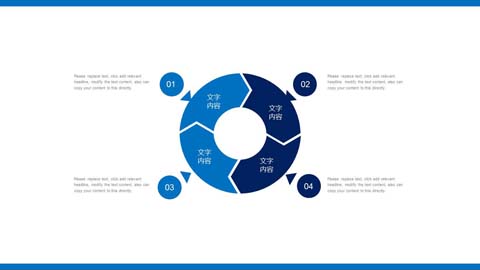 Please replace text, click add relevant
headline, modify the text content, also can
copy your content to this directly.
01
文字
内容
02
文字
内容
Please replace text, click add relevant
headline, modify the text content, also can
copy your content to this directly.
Please replace text, click add relevant
headline, modify the text content, also can
copy your content to this directly.
03
文字
内容
文字
内容
04
Please replace text, click add relevant
headline, modify the text content, also can
copy your content to this directly.